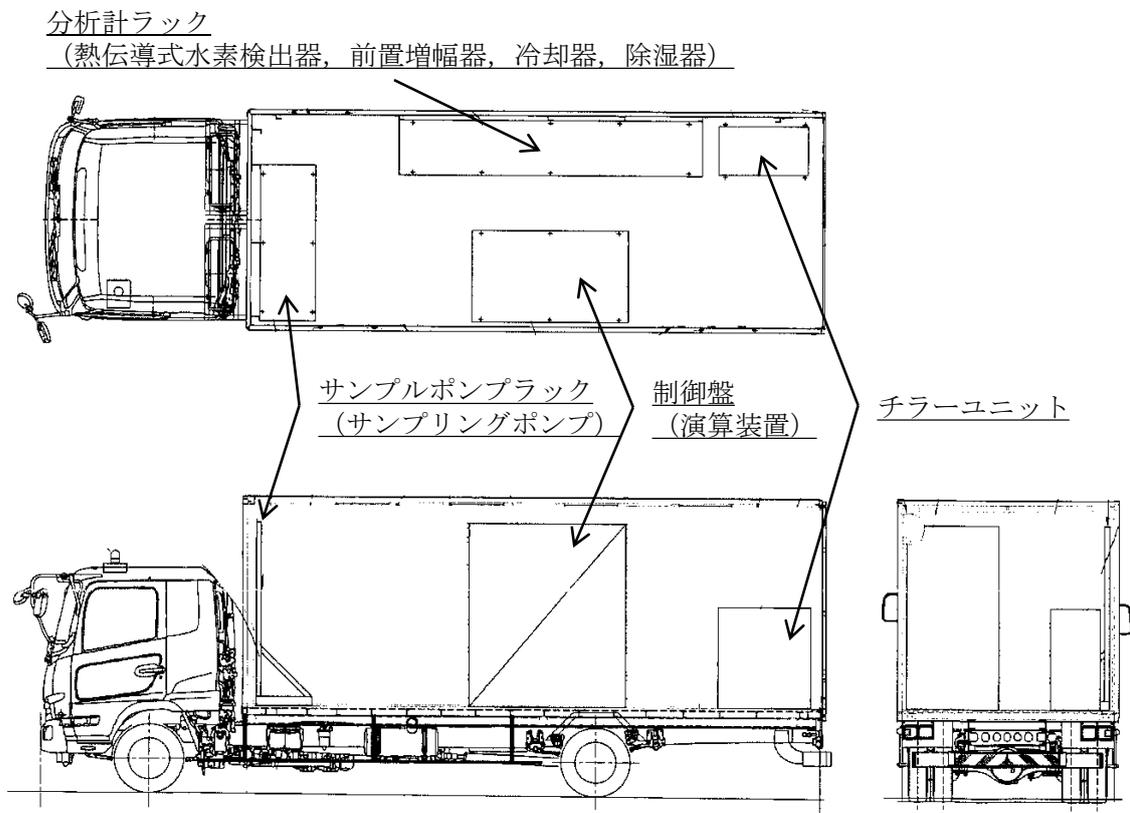 分析計ラック
（熱伝導式水素検出器，前置増幅器，冷却器，除湿器）
サンプルポンプラック
（サンプリングポンプ）
制御盤
（演算装置）
チラーユニット